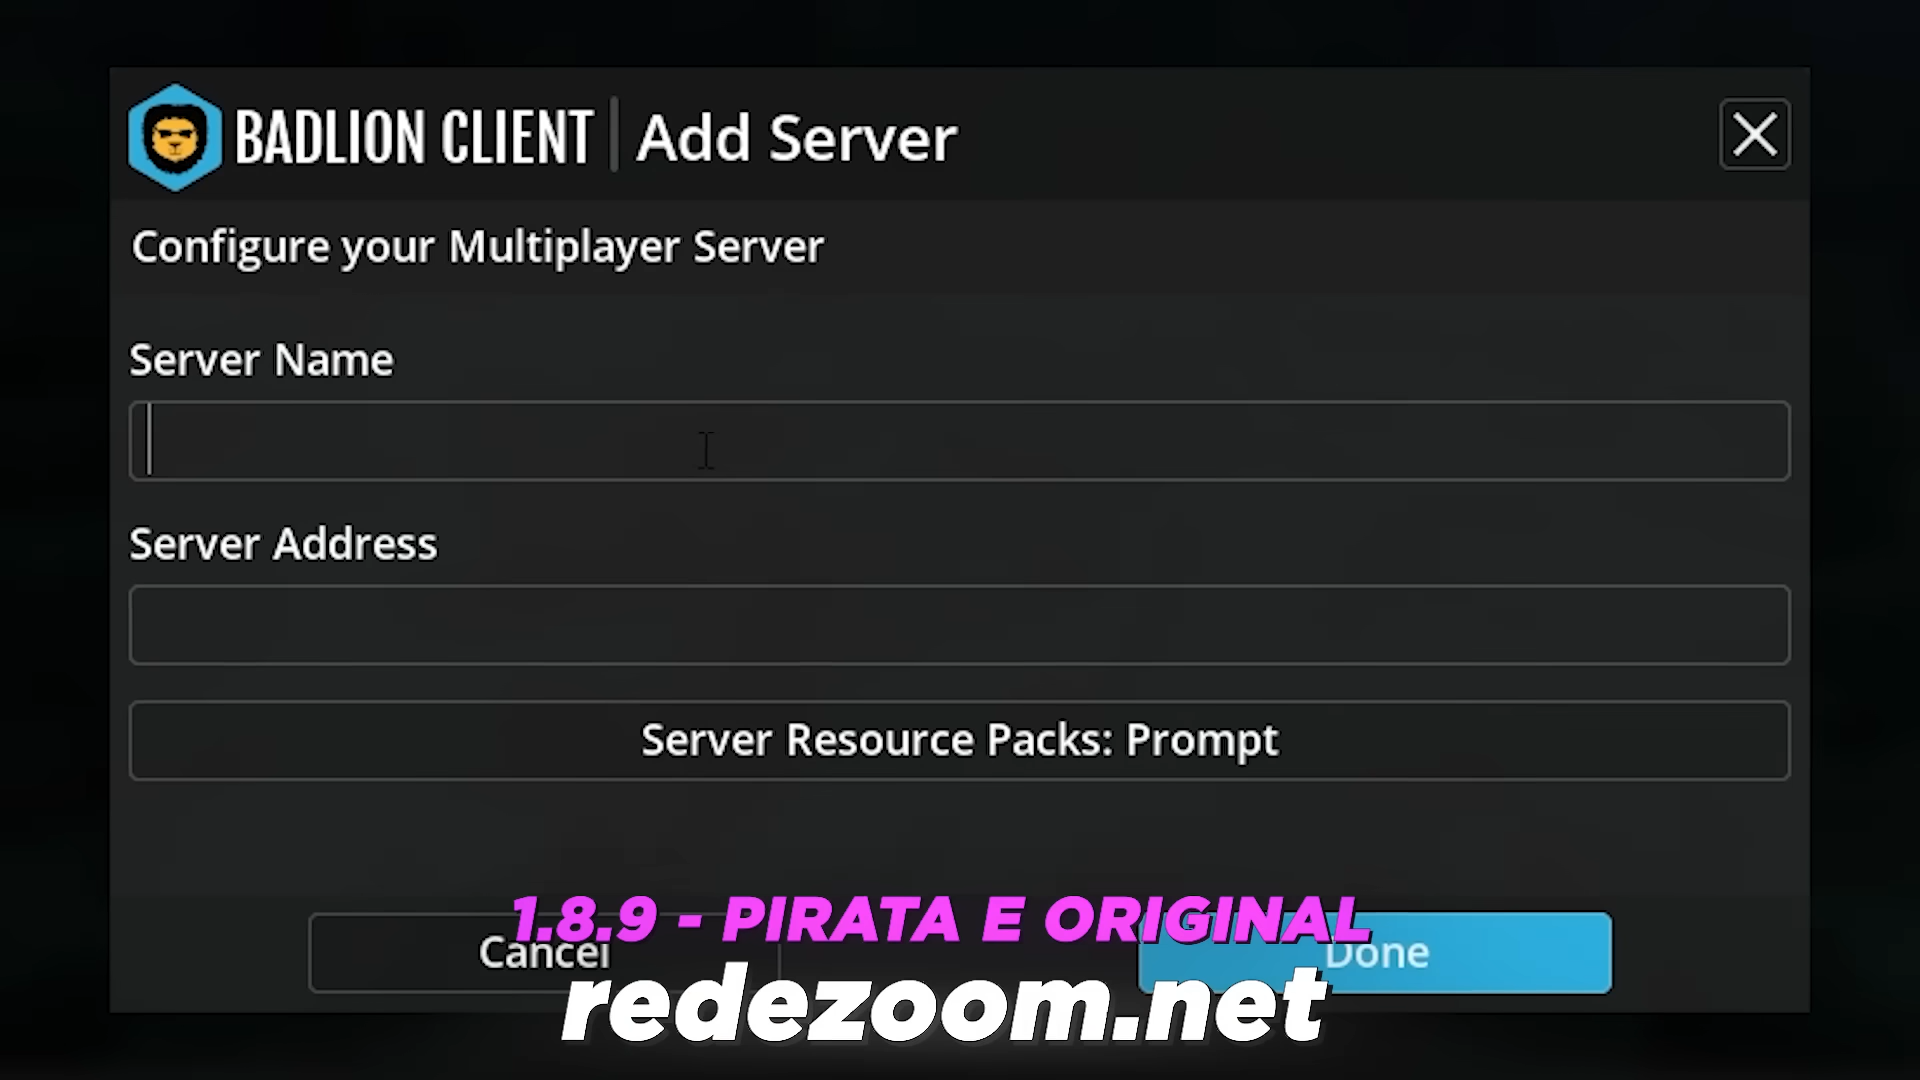 BADLION CLIENT | Add Server
Configure your Multiplayer Server
Server Name
Server Address
Server Resource Packs: Prompt
1.8.9 - PIRATA E ORIGINAL
Cancel
Done
redezoom.net